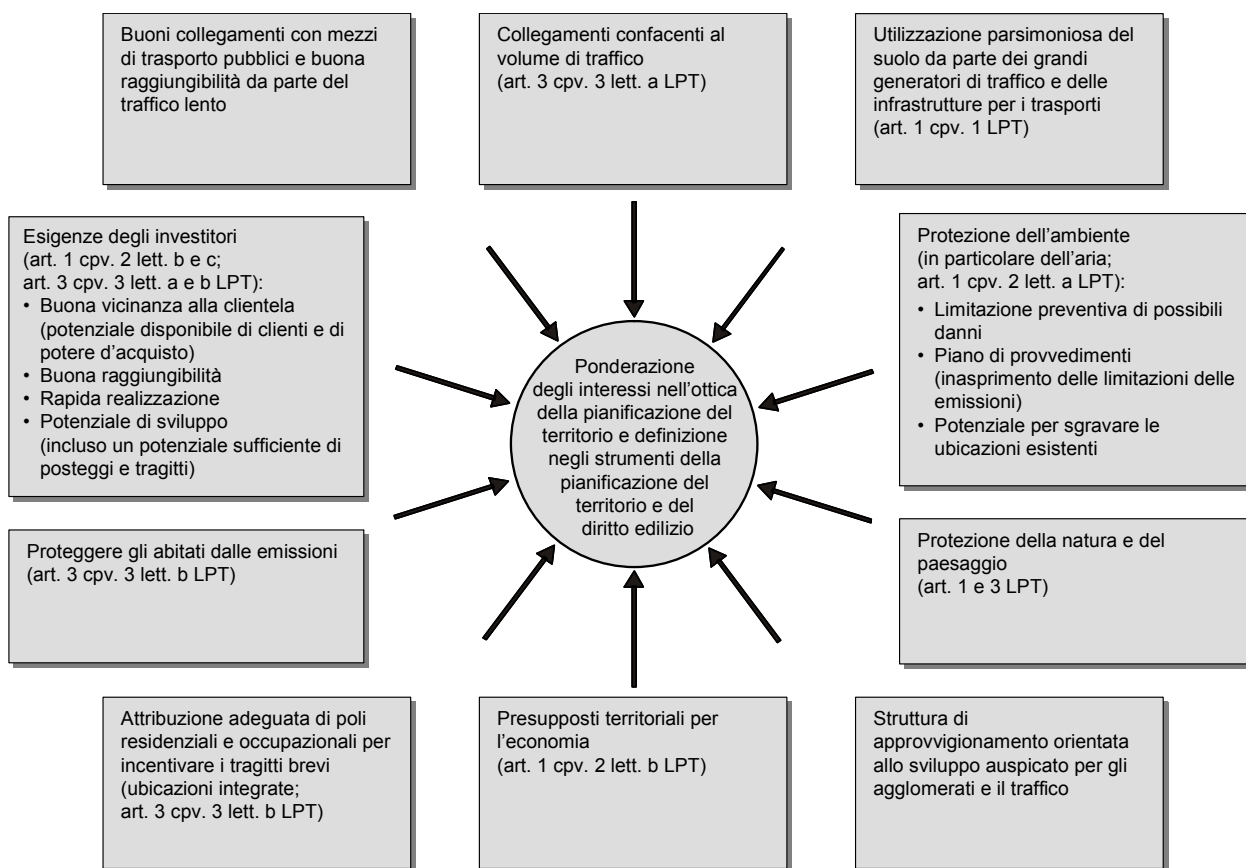 Buoni collegamenti con mezzi
di trasporto pubblici e buona
raggiungibilità da parte del
traffico lento
Collegamenti confacenti al
volume di traffico
(art. 3 cpv. 3 lett. a LPT)
Utilizzazione parsimoniosa del
suolo da parte dei grandi
generatori di traffico e delle
infrastrutture per i trasporti
(art. 1 cpv. 1 LPT)
Esigenze degli investitori
(art. 1 cpv. 2 lett. b e c;
art. 3 cpv. 3 lett. a e b LPT):
• Buona vicinanza alla clientela
(potenziale disponibile di clienti e di
potere d'acquisto)
• Buona raggiungibilità
• Rapida realizzazione
• Potenziale di sviluppo
(incluso un potenziale sufficiente di
posteggi e tragitti)
Ponderazione
degli interessi nell'ottica
della pianificazione del
territorio e definizione
negli strumenti della
pianificazione del
territorio e del
diritto edilizio
Protezione dell'ambiente
(in particolare dell'aria;
art. 1 cpv. 2 lett. a LPT):
• Limitazione preventiva di possibili
danni
• Piano di provvedimenti
(inasprimento delle limitazioni delle
emissioni)
• Potenziale per sgravare le
ubicazioni esistenti
Proteggere gli abitati dalle emissioni
(art. 3 cpv. 3 lett. b LPT)
Protezione della natura e del
paesaggio
(art. 1 e 3 LPT)
Attribuzione adeguata di poli
residenziali e occupazionali per
incentivare i tragitti brevi
(ubicazioni integrate;
art. 3 cpv. 3 lett. b LPT)
Presupposti territoriali per
l'economia
(art. 1 cpv. 2 lett. b LPT)
Struttura di
approvvigionamento orientata
allo sviluppo auspicato per gli
agglomerati e il traffico